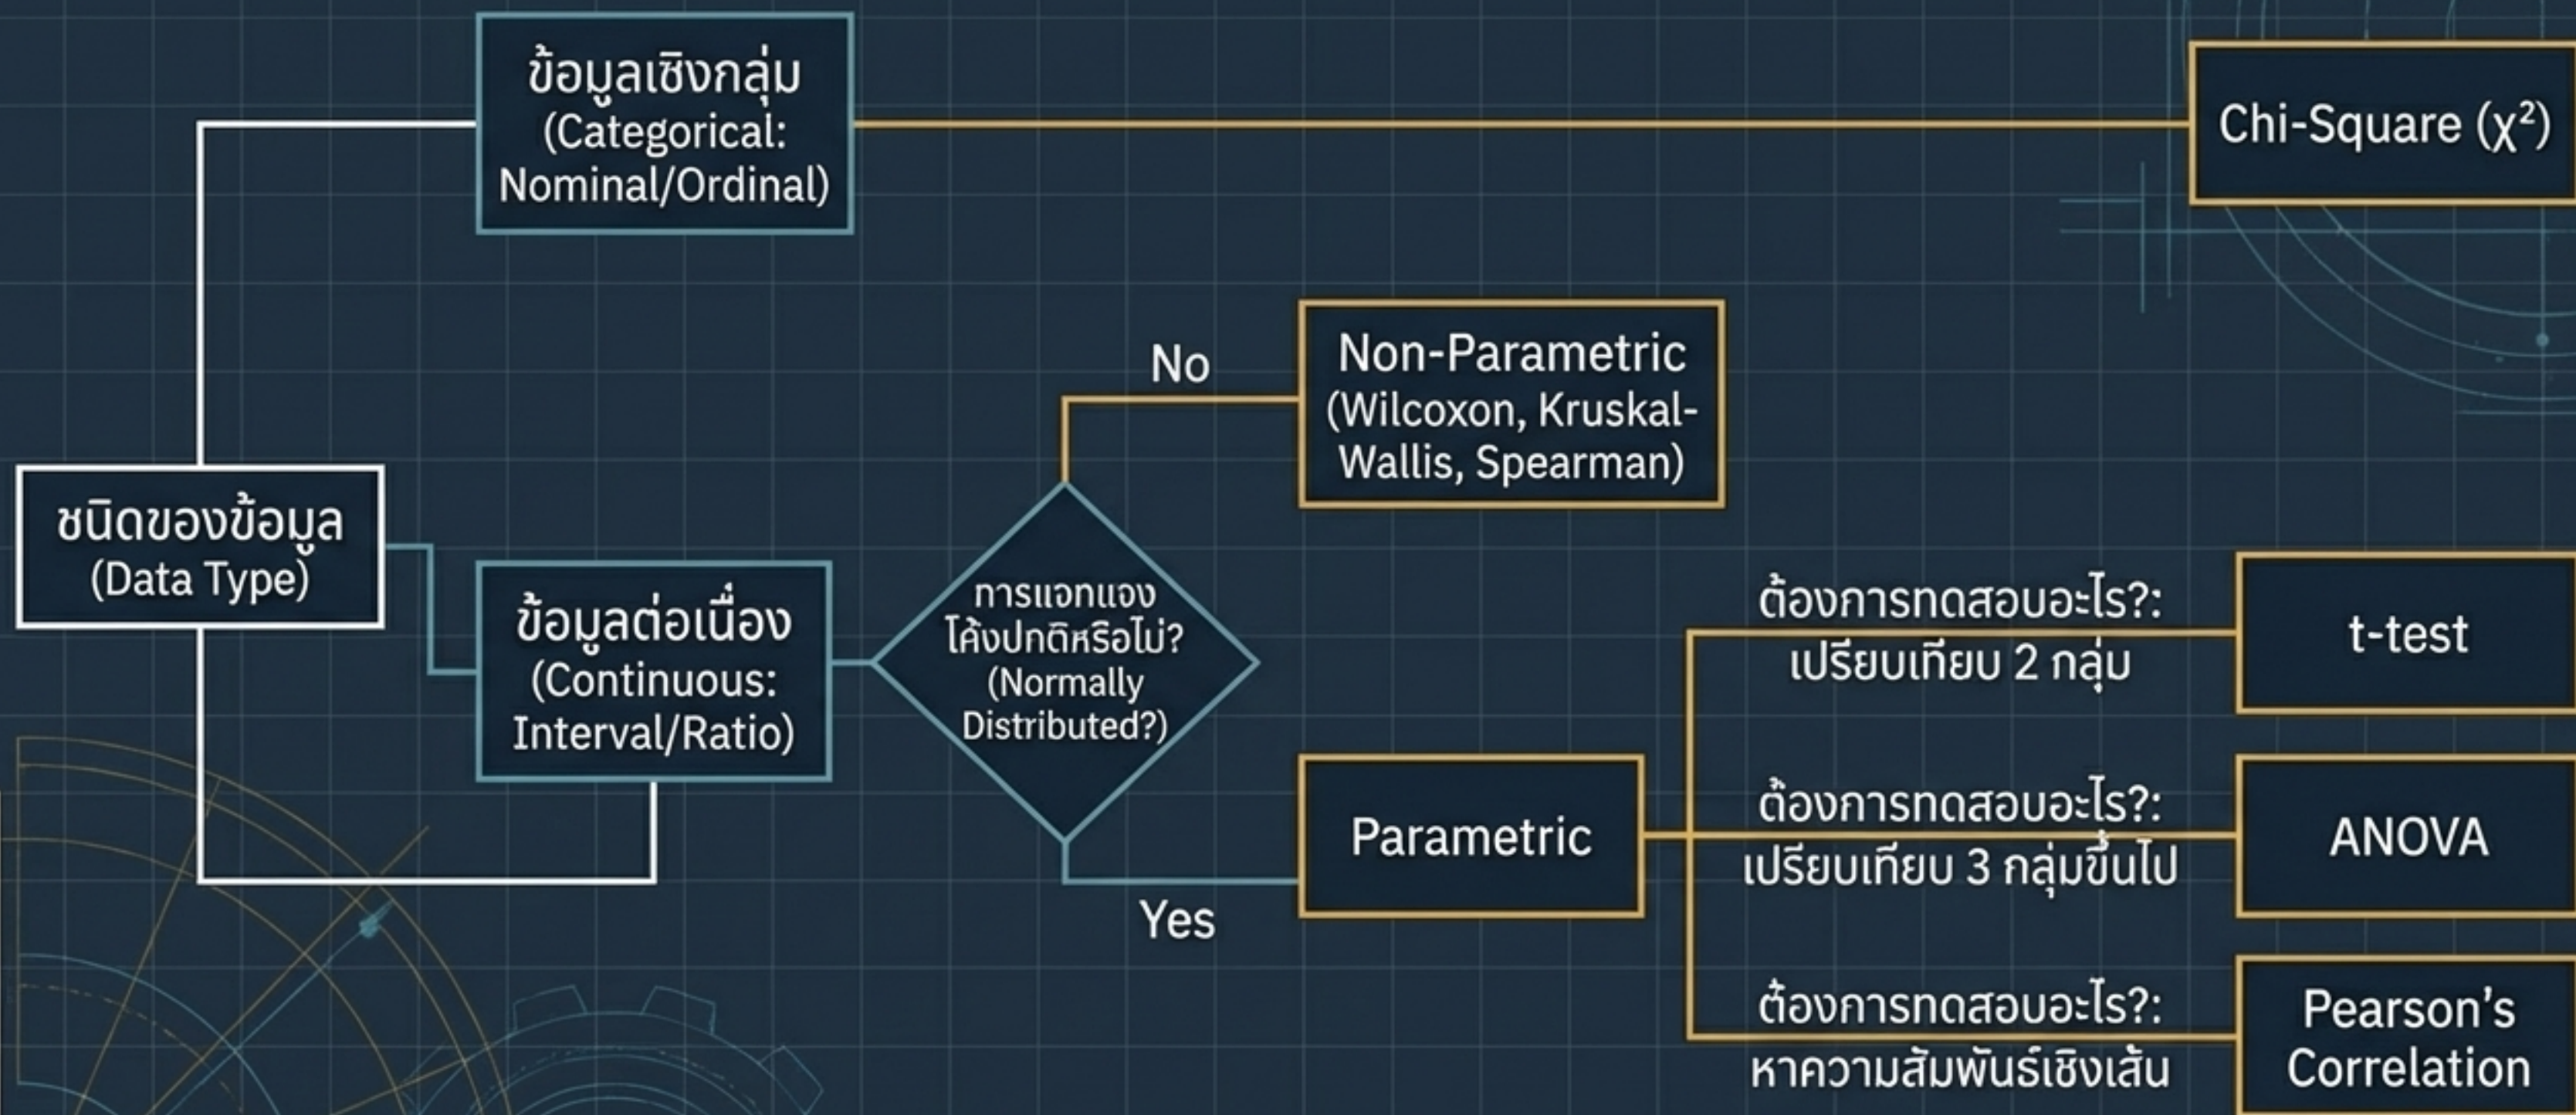 ข้อมูลเชิงกลุ่ม
(Categorical:
Nominal/Ordinal)
Chi-Square (χ²)
No
Non-Parametric
(Wilcoxon, Kruskal-
Wallis, Spearman)
ชนิดของข้อมูล
(Data Type)
ข้อมูลต่อเนื่อง
(Continuous:
Interval/Ratio)
การแจกแจง
โค้งปกติหรือไม่?
(Normally
Distributed?)
Yes
Parametric
ต้องการทดสอบอะไร?:
เปรียบเทียบ 2 กลุ่ม
t-test
ต้องการทดสอบอะไร?:
เปรียบเทียบ 3 กลุ่มขึ้นไป
ANOVA
ต้องการทดสอบอะไร?:
หาความสัมพันธ์เชิงเส้น
Pearson's
Correlation